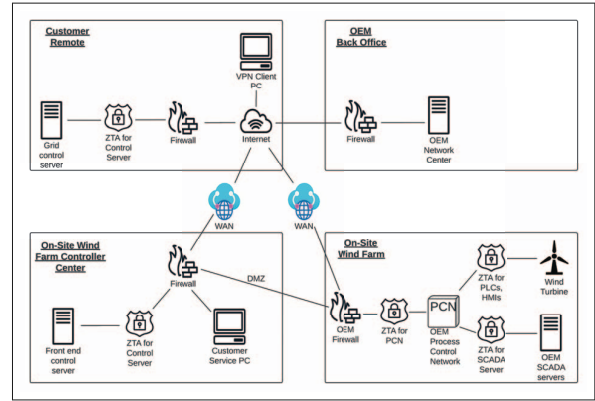 Customer
Remote
VPN Client
PC
Grid
control
server
ZTA for
Control
Server
Firewall
Internet
OEM
Back Office
Firewall
OEM
Network
Center
WAN
WAN
On-Site Wind
Farm Controller
Center
Firewall
DMZ
Front end
control
server
ZTA for
Control
Server
Customer
Service PC
On-Site
Wind Farm
OEM
Firewall
ZTA for
PCN
PCN
OEM
Process
Control
Network
ZTA for
PLCs,
HMIs
Wind
Turbine
ZTA for
SCADA
Server
OEM
SCADA
servers